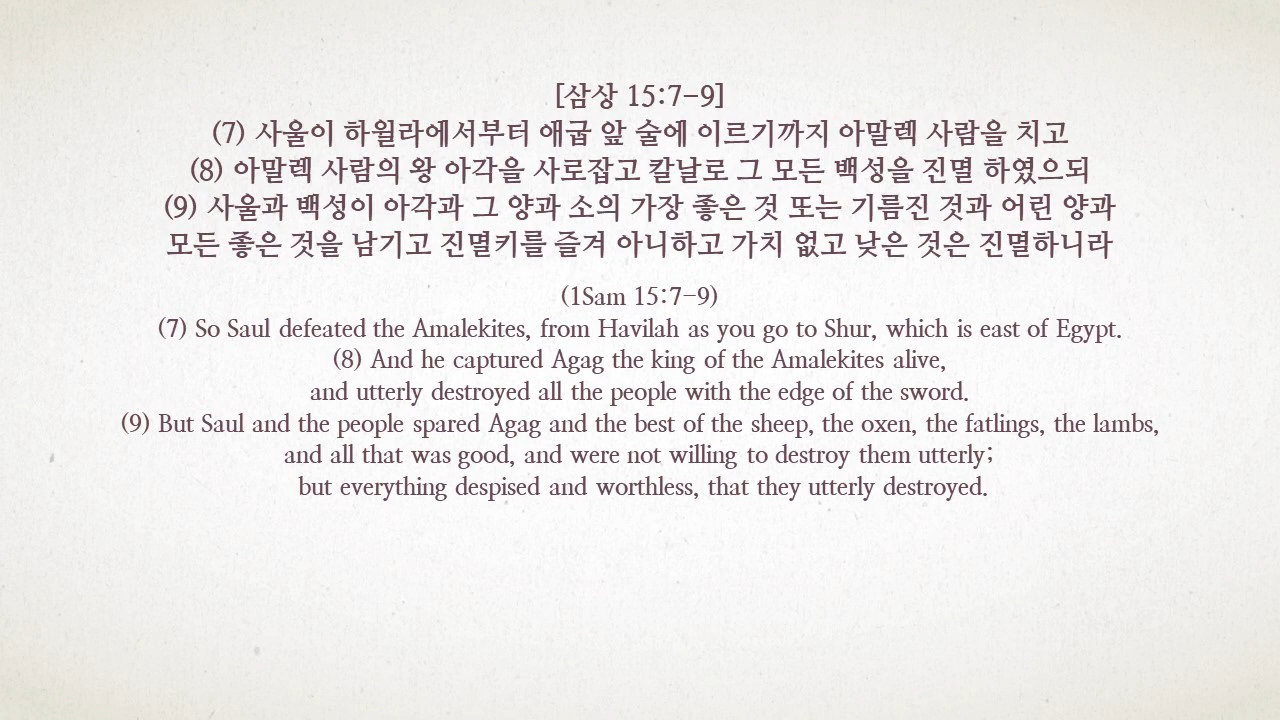 [삼상 15:7-9]
(7) 사울이 하윌라에서부터 애굽 앞 술에 이르기까지 아말렉 사람을 치고
(8) 아말렉 사람의 왕 아각을 사로잡고 칼날로 그 모든 백성을 진멸 하였으되
(9) 사울과 백성이 아각과 그 양과 소의 가장 좋은 것 또는 기름진 것과 어린 양과
모든 좋은 것을 남기고 진멸키를 즐겨 아니하고 가치 없고 낮은 것은 진멸하니라
(1Sam 15:7-9)
(7) So Saul defeated the Amalekites, from Havilah as you go to Shur, which is east of Egypt.
(8) And he captured Agag the king of the Amalekites alive,
and utterly destroyed all the people with the edge of the sword.
(9) But Saul and the people spared Agag and the best of the sheep, the oxen, the fatlings, the lambs,
and all that was good, and were not willing to destroy them utterly;
but everything despised and worthless, that they utterly destroyed.